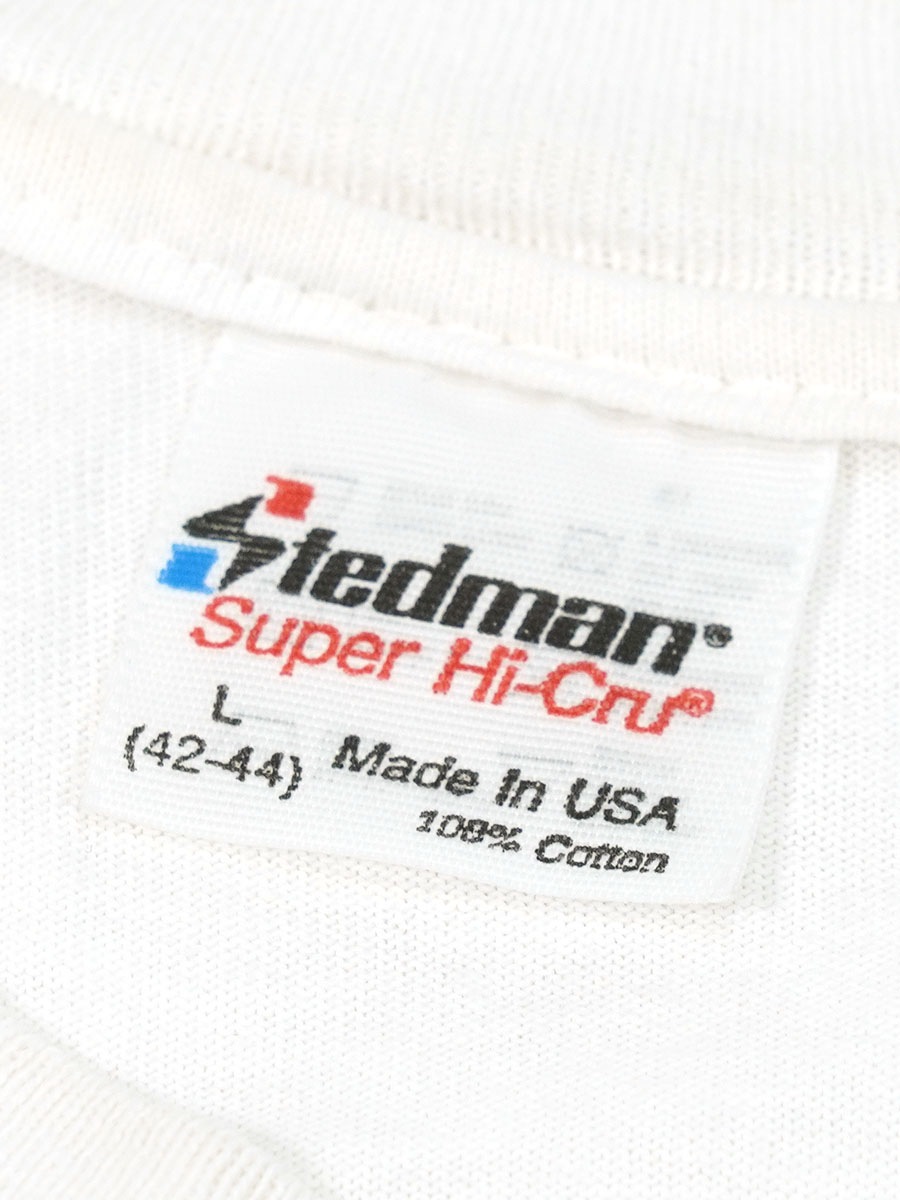 Stedman®
Super Hi-Cru®
L
(42-44)
Made In USA
100% Cotton